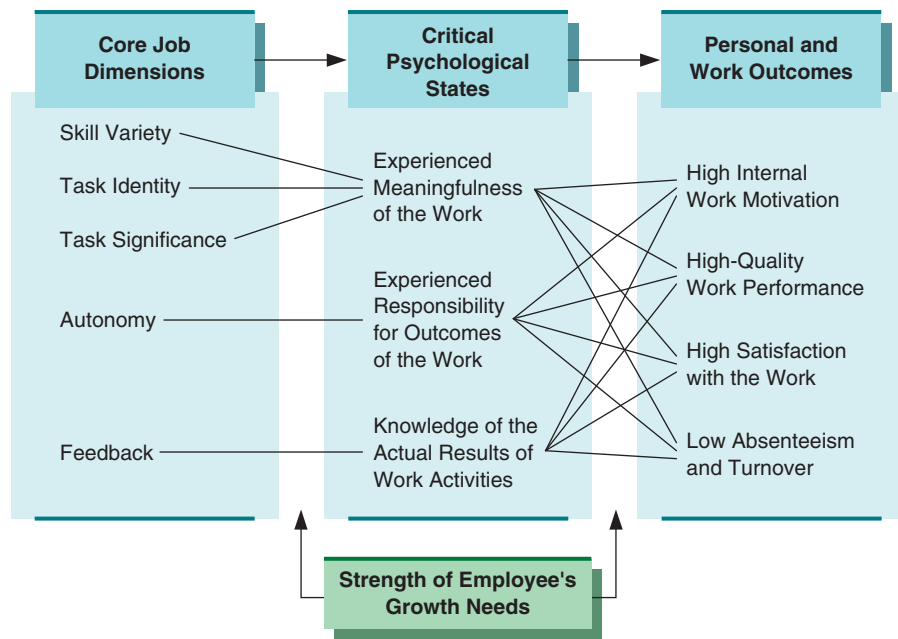 Core Job
Dimensions
Critical
Psychological
States
Personal and
Work Outcomes
Skill Variety
Task Identity
Task Significance
Autonomy
Feedback
Experienced
Meaningfulness
of the Work
Experienced
Responsibility
for Outcomes
of the Work
Knowledge of the
Actual Results of
Work Activities
High Internal
Work Motivation
High-Quality
Work Performance
High Satisfaction
with the Work
Low Absenteeism
and Turnover
Strength of Employee's
Growth Needs